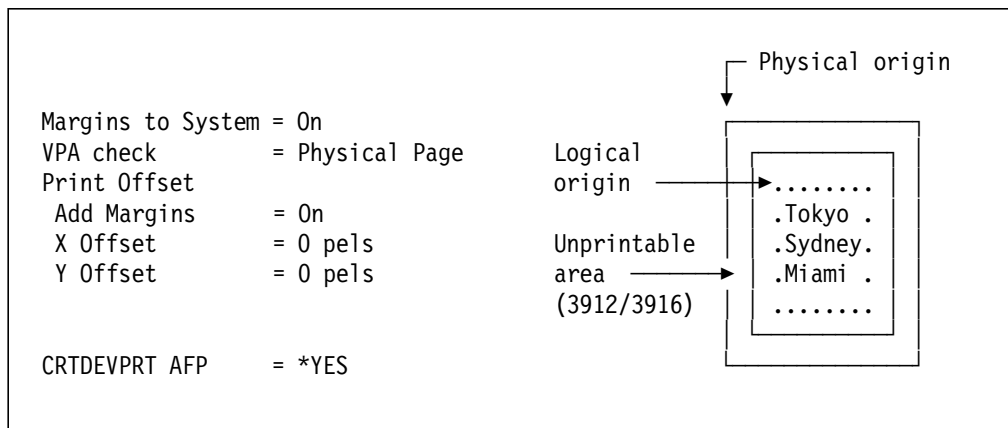 Physical origin
Margins to System = On
VPA check = Physical Page
Logical
Print Offset
origin
........
Add Margins = On
.Tokyo .
X Offset = 0 pels
Unprintable
.Sydney.
Y Offset = 0 pels
area
.Miami .
(3912/3916)
........
CRTDEVPRT AFP = *YES